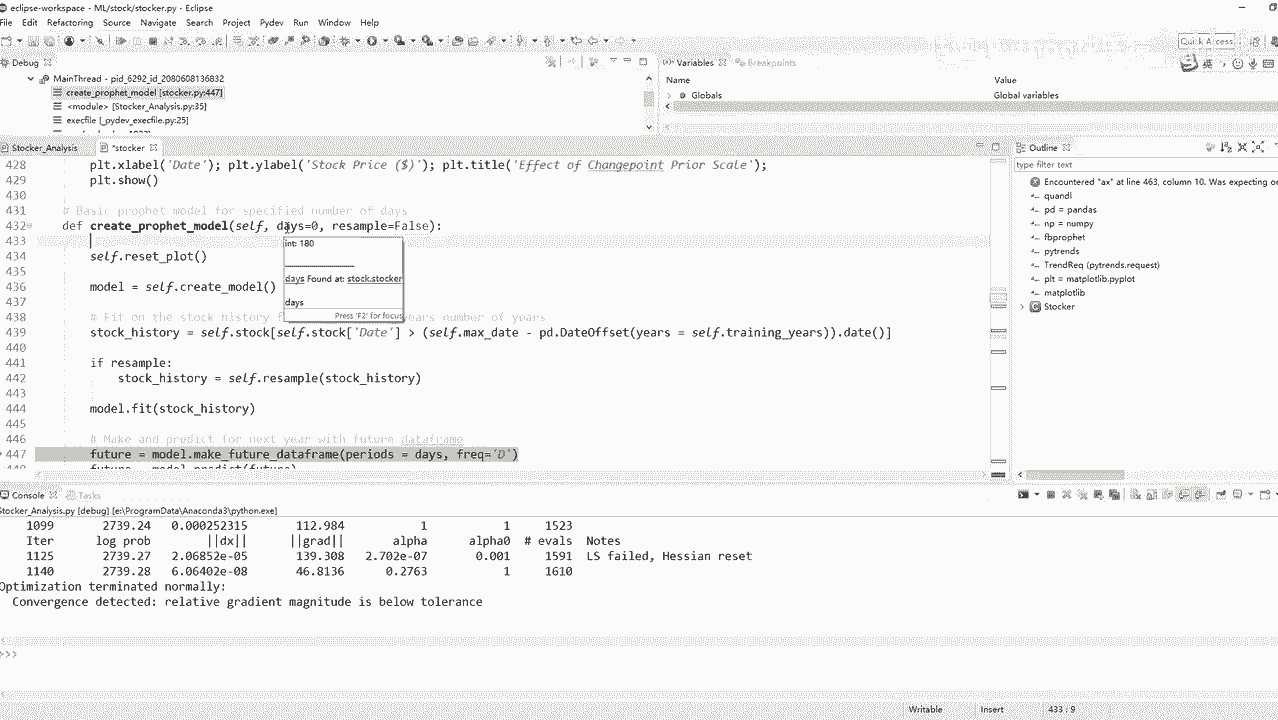 eclipse-workspace - ML/stock/stocker.py - Eclipse
File Edit Refactoring Source Navigate Search Project Pydev Run Window Help
Quick Access
Debug
Variables Breakpoints
MainThread - pid_6292_id_2080608136832
create_prophet_model [stocker.py:447]
<module> [Stocker_Analysis.py:35]
execfile [_pydev_execfile.py:25]
Name Value
Globals Global variables
Stocker_Analysis *stocker
Outline
type filter text
Encountered "ax" at line 463, column 10. Was expecting on
quandl
pd = pandas
np = numpy
fbprophet
pytrends
TrendReq (pytrends.request)
plt = matplotlib.pyplot
matplotlib
Stocker
428 plt.xlabel('Date'); plt.ylabel('Stock Price ($)'); plt.title('Effect of Changepoint Prior Scale');
429 plt.show()
430
431 # Basic prophet model for specified number of days
432 def create_prophet_model(self, days=0, resample=False):
433
434 self.reset_plot()
435
436 model = self.create_model()
437
438 # Fit on the stock history f years number of years
439 stock_history = self.stock[self.stock['Date'] > (self.max_date - pd.DateOffset(years = self.training_years)).date()]
440
441 if resample:
442 stock_history = self.resample(stock_history)
443
444 model.fit(stock_history)
445
446 # Make and predict for next year with future dataframe
447 future = model.make_future_dataframe(periods = days, freq='D')
future = model.predict(future)
int: 180
days Found at: stock.stocker
days
Press 'F2' for focus
Console Tasks
Stocker_Analysis.py [debug] [e:\ProgramData\Anaconda3\python.exe]
1099 2739.24 0.000252315 112.984 1 1 1523
Iter log prob ||dx|| ||grad|| alpha alpha0 # evals Notes
1125 2739.27 2.06852e-05 139.308 2.702e-07 0.001 1591 LS failed, Hessian reset
1140 2739.28 6.06402e-08 46.8136 0.2763 1 1610
Optimization terminated normally:
Convergence detected: relative gradient magnitude is below tolerance
>>>
Writable Insert 433 : 9